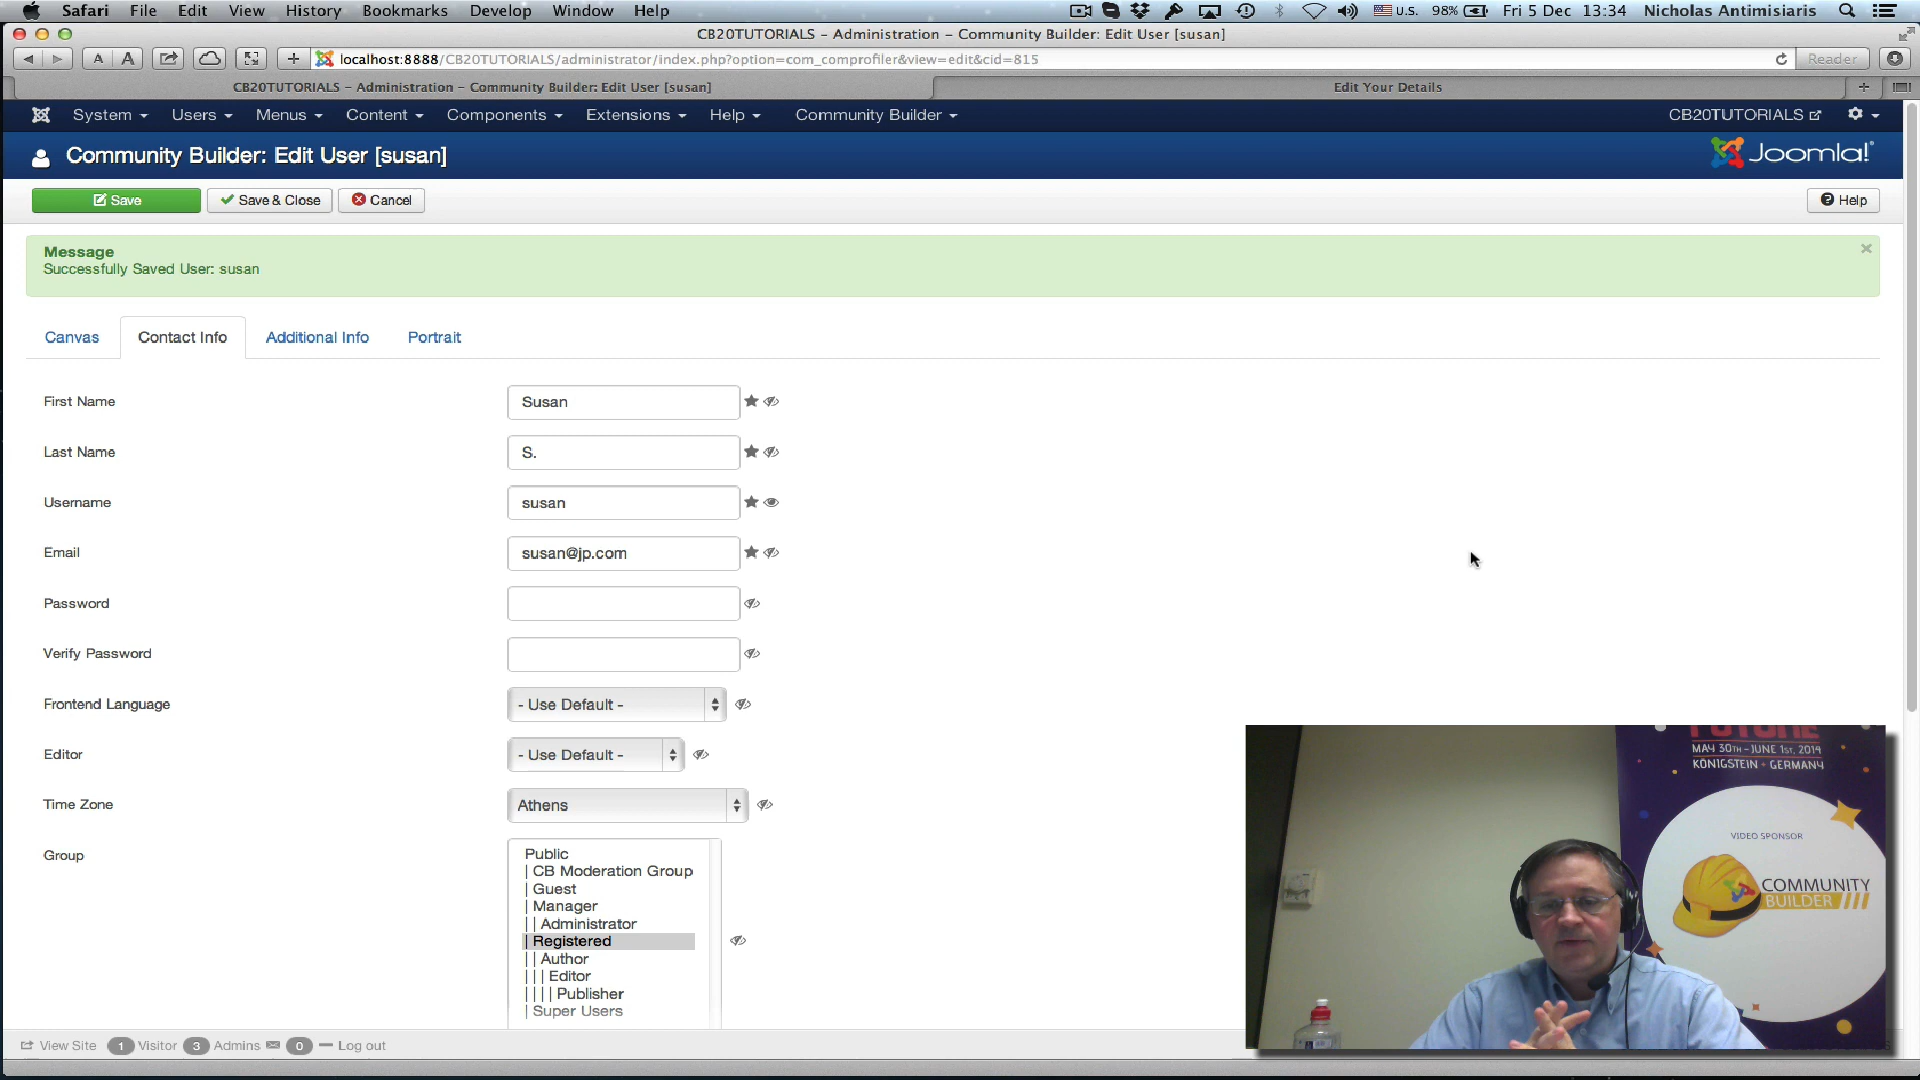 Safari File Edit View History Bookmarks Develop Window Help U.S. 98% Fri 5 Dec 13:34 Nicholas Antimisiaris
CB20TUTORIALS – Administration – Community Builder: Edit User [susan]
A A localhost:8888/CB20TUTORIALS/administrator/index.php?option=com_comprofiler&view=edit&cid=815 Reader
CB20TUTORIALS – Administration – Community Builder: Edit User [susan] Edit Your Details
System Users Menus Content Components Extensions Help Community Builder CB20TUTORIALS
Community Builder: Edit User [susan] Joomla!
Save Save & Close Cancel Help
Message
Successfully Saved User: susan
Canvas Contact Info Additional Info Portrait
First Name Susan
Last Name S.
Username susan
Email susan@jp.com
Password
Verify Password
Frontend Language - Use Default -
Editor - Use Default -
Time Zone Athens
Group
Public
| CB Moderation Group
| Guest
| Manager
| | Administrator
| Registered
| | Author
| | | Editor
| | | | Publisher
| Super Users
FUTURE
MAY 30TH – JUNE 1ST, 2014
KÖNIGSTEIN • GERMANY
VIDEO SPONSOR
COMMUNITY
BUILDER
View Site 1 Visitor 3 Admins 0 Log out